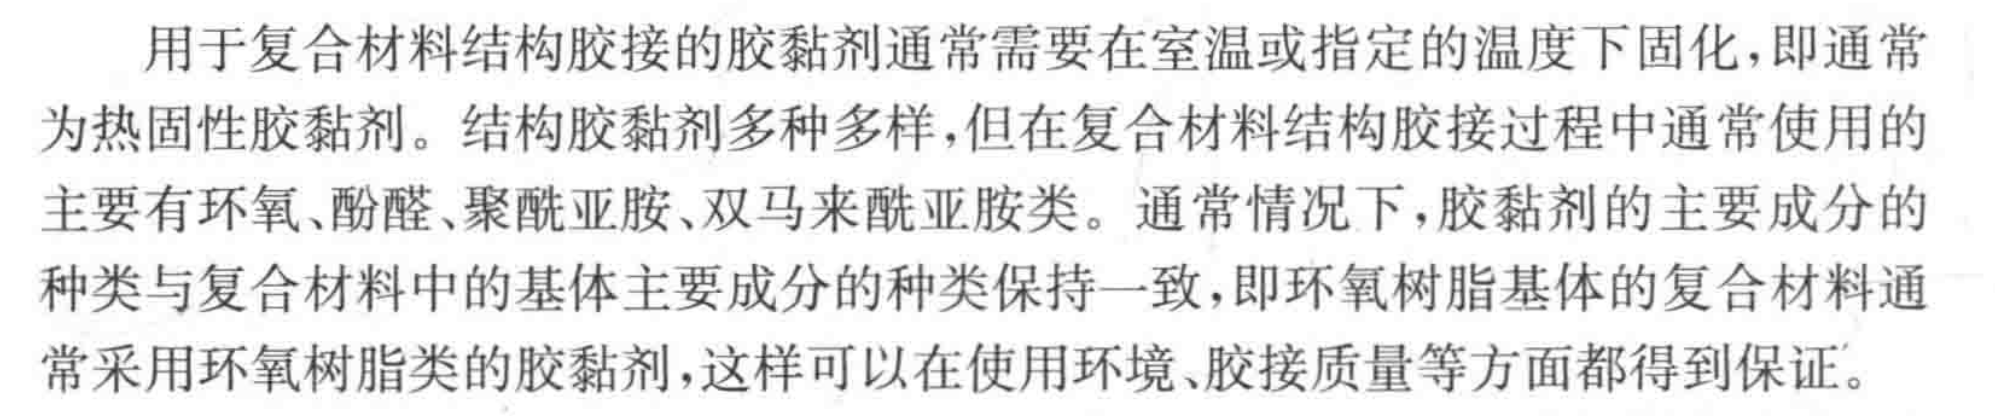 用于复合材料结构胶接的胶黏剂通常需要在室温或指定的温度下固化,即通常
为热固性胶黏剂。结构胶黏剂多种多样,但在复合材料结构胶接过程中通常使用的
主要有环氧、酚醛、聚酰亚胺、双马来酰亚胺类。通常情况下,胶黏剂的主要成分的
种类与复合材料中的基体主要成分的种类保持一致,即环氧树脂基体的复合材料通
常采用环氧树脂类的胶黏剂,这样可以在使用环境、胶接质量等方面都得到保证。